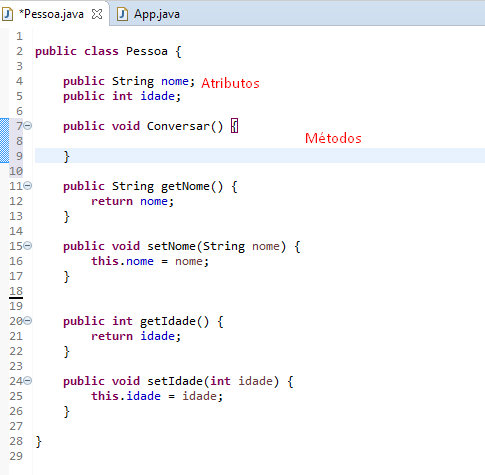 *Pessoa.java App.java
1
2 public class Pessoa {
3
4 public String nome; Atributos
5 public int idade;
6
7 public void Conversar() {
8 Métodos
9 }
10
11 public String getNome() {
12 return nome;
13 }
14
15 public void setNome(String nome) {
16 this.nome = nome;
17 }
18
19
20 public int getIdade() {
21 return idade;
22 }
23
24 public void setIdade(int idade) {
25 this.idade = idade;
26 }
27
28 }
29